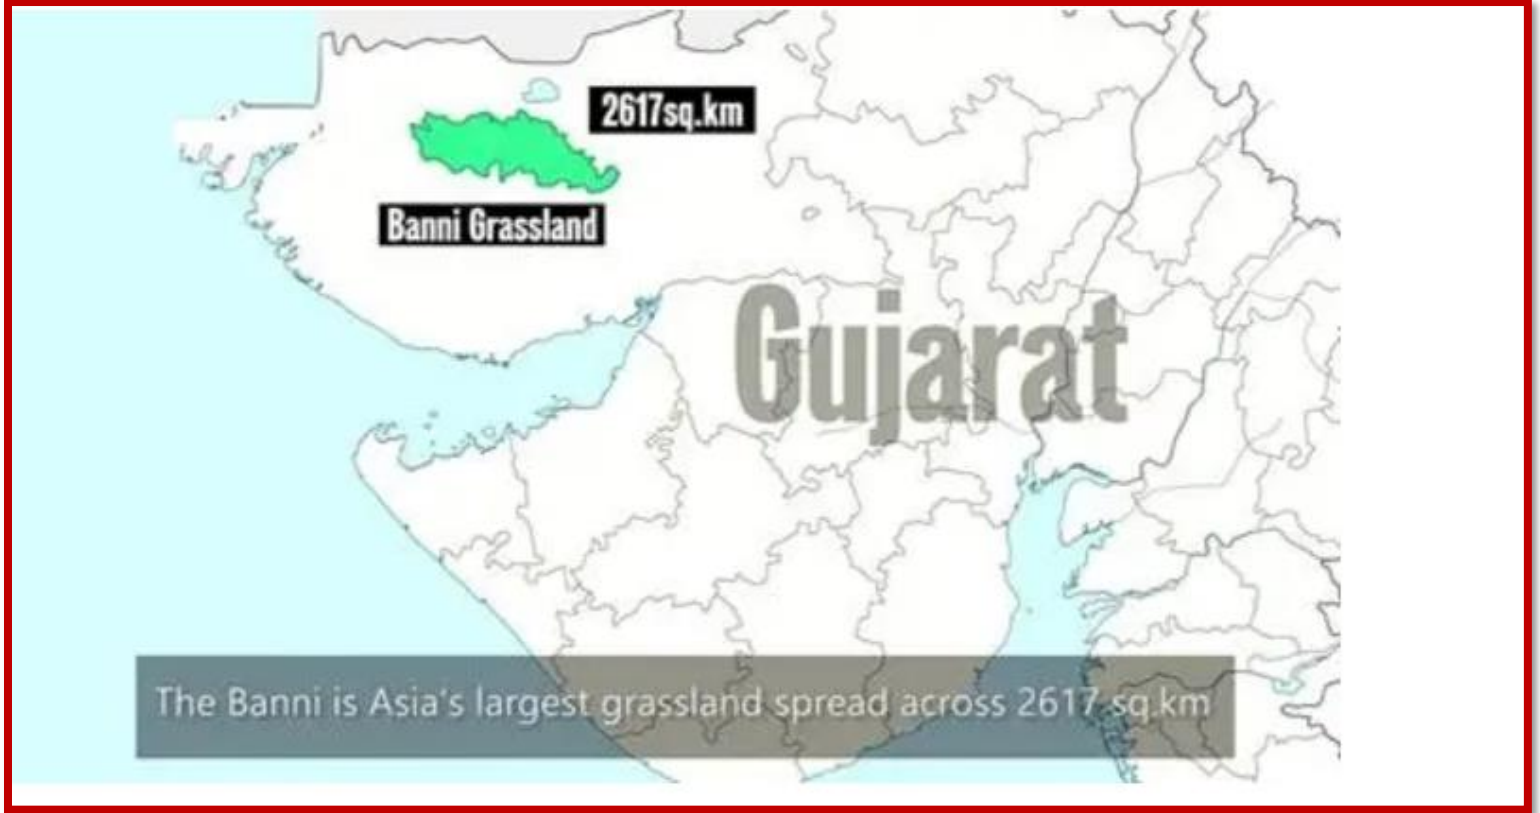 2617sq.km
Banni Grassland
Gujarat
The Banni is Asia's largest grassland spread across 2617 sq.km